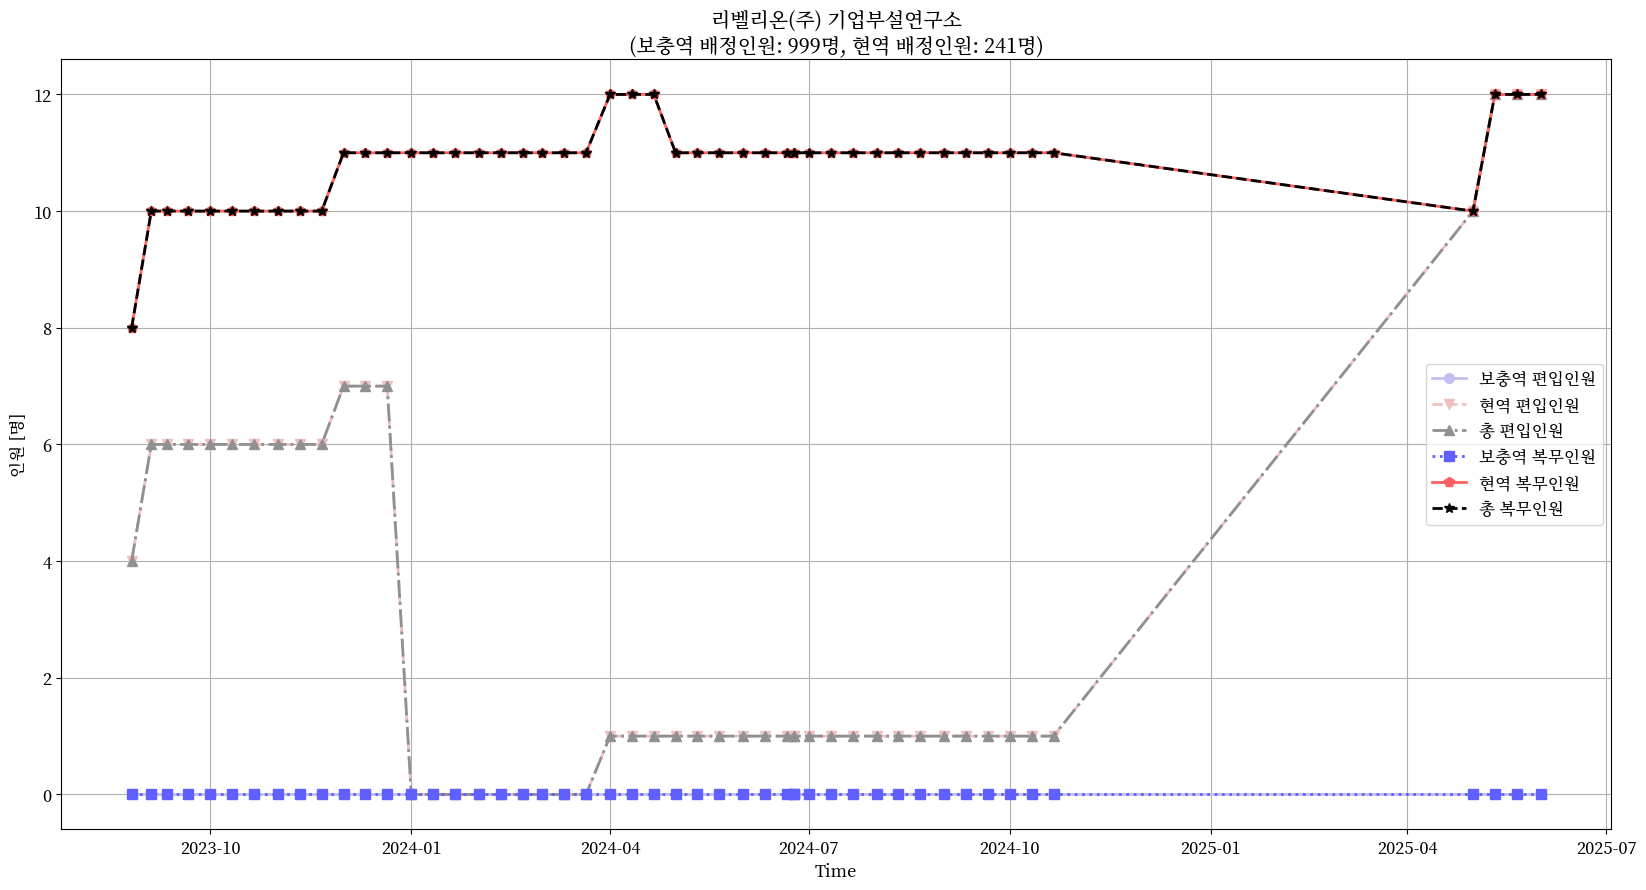 리벨리온(주) 기업부설연구소
(보충역 배정인원: 999명, 현역 배정인원: 241명)
인원 [명]
12
10
8
6
4
2
0
보충역 편입인원
현역 편입인원
총 편입인원
보충역 복무인원
현역 복무인원
총 복무인원
2023-10
2024-01
2024-04
2024-07
2024-10
2025-01
2025-04
2025-07
Time